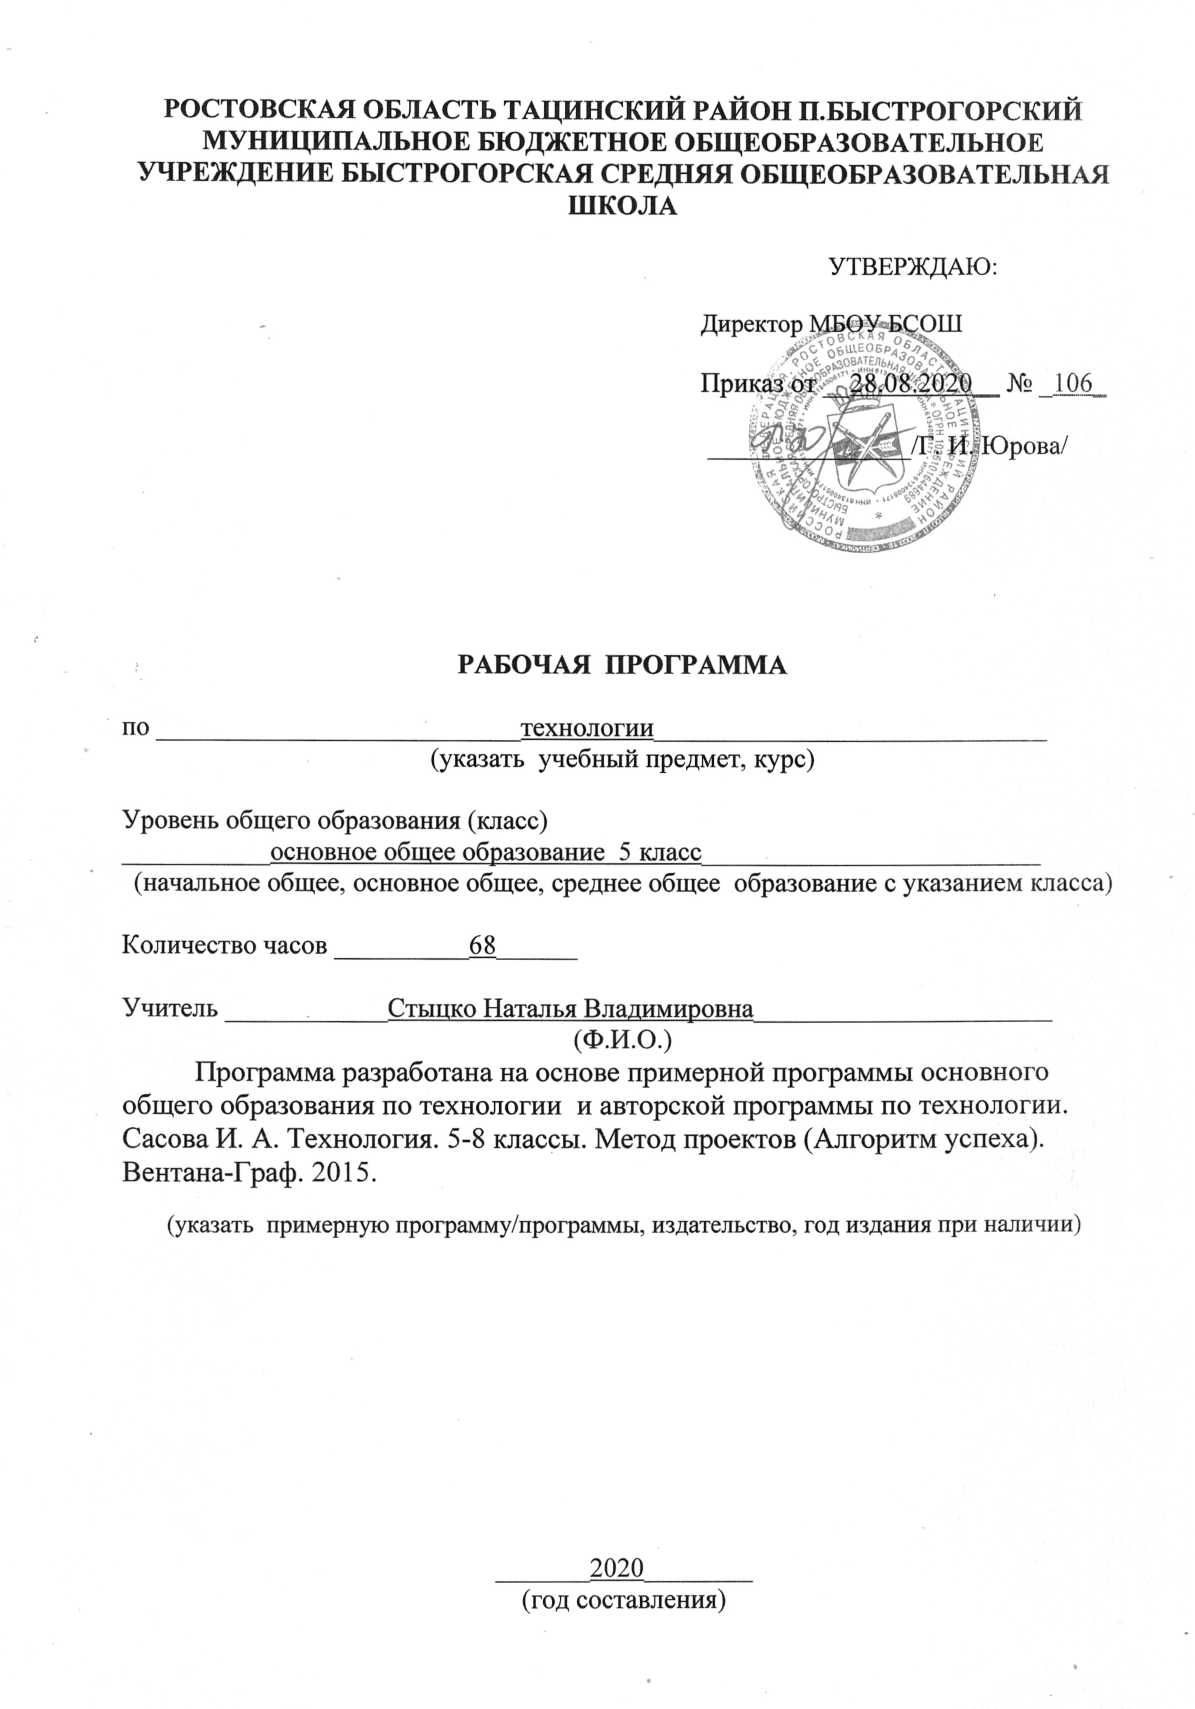 РОСТОВСКАЯ ОБЛАСТЬ ТАЦИНСКИЙ РАЙОН П.БЫСТРОГОРСКИЙ
МУНИЦИПАЛЬНОЕ БЮДЖЕТНОЕ ОБЩЕОБРАЗОВАТЕЛЬНОЕ
УЧРЕЖДЕНИЕ БЫСТРОГОРСКАЯ СРЕДНЯЯ ОБЩЕОБРАЗОВАТЕЛЬНАЯ
ШКОЛА
УТВЕРЖДАЮ:
Директор МБОУ БСОШ
Приказ от 28.08.2020 № 106
/Г. И. Юрова/
РАБОЧАЯ ПРОГРАММА
по технологии
(указать учебный предмет, курс)
Уровень общего образования (класс)
основное общее образование 5 класс
(начальное общее, основное общее, среднее общее образование с указанием класса)
Количество часов 68
Учитель Стыцко Наталья Владимировна
(Ф.И.О.)
Программа разработана на основе примерной программы основного
общего образования по технологии и авторской программы по технологии.
Сасова И. А. Технология. 5-8 классы. Метод проектов (Алгоритм успеха).
Вентана-Граф. 2015.
(указать примерную программу/программы, издательство, год издания при наличии)
2020
(год составления)